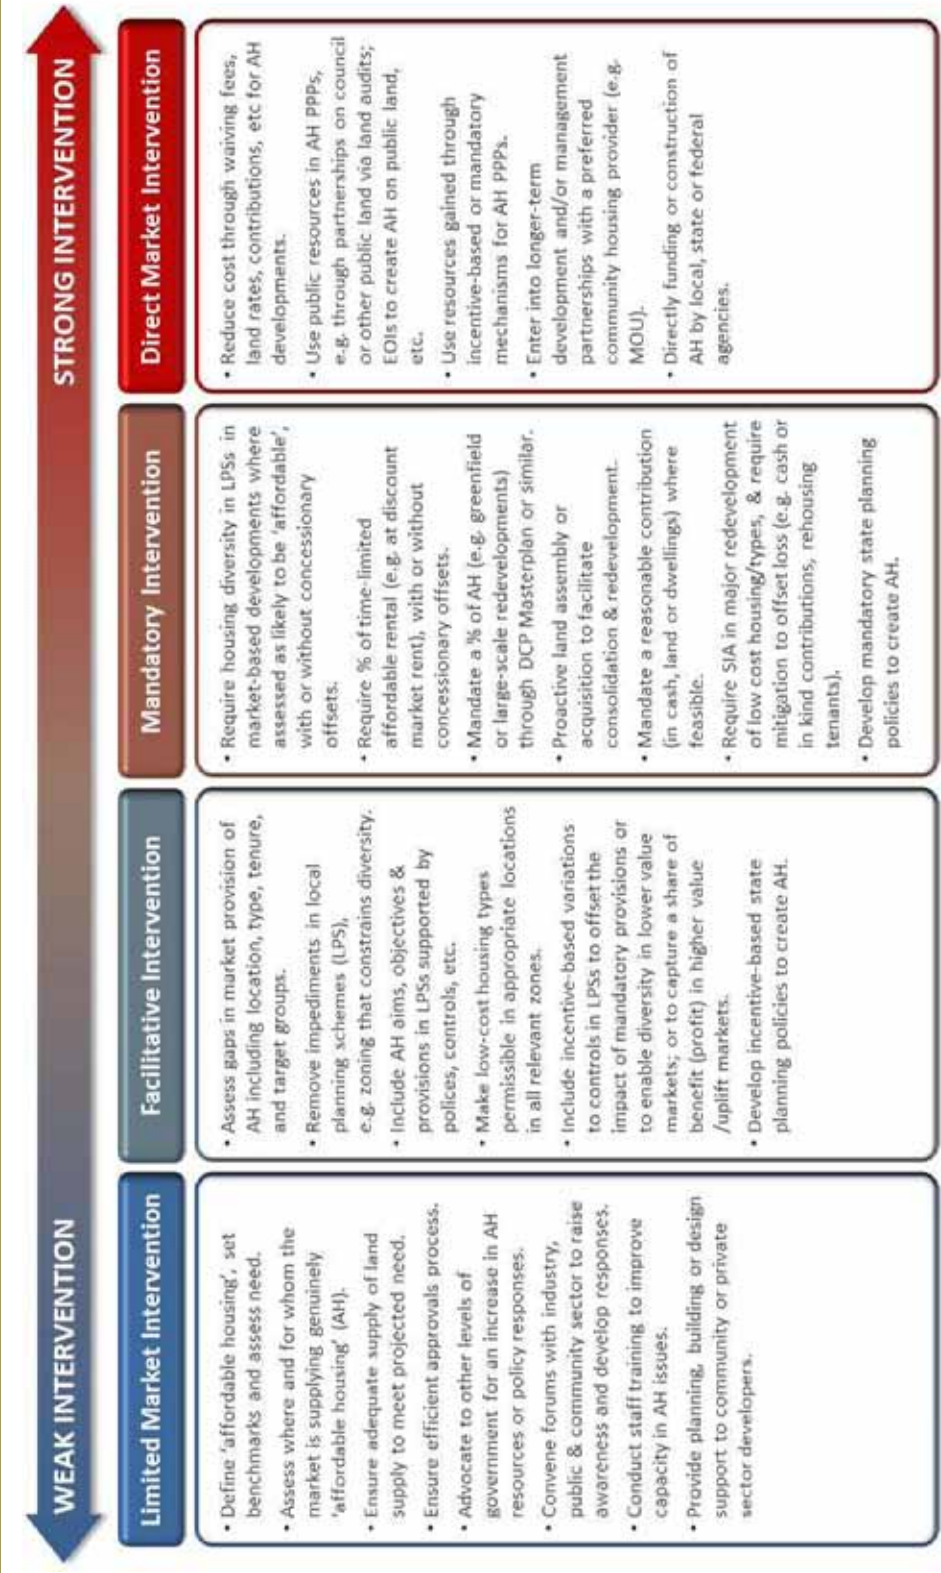 WEAK INTERVENTION
STRONG INTERVENTION
Limited Market Intervention
• Define ‘affordable housing’, set
benchmarks and assess need.
• Assess where and for whom the
market is supplying genuinely
‘affordable housing’ (AH).
• Ensure adequate supply of land
supply to meet projected need.
• Ensure efficient approvals process.
• Advocate to other levels of
government for an increase in AH
resources or policy responses.
• Convene forums with industry,
public & community sector to raise
awareness and develop responses.
• Conduct staff training to improve
capacity in AH issues.
• Provide planning, building or design
support to community or private
sector developers.
Facilitative Intervention
• Assess gaps in market provision of
AH including location, type, tenure,
and target groups.
• Remove impediments in local
planning schemes (LPS),
e.g. zoning that constrains diversity.
• Include AH aims, objectives &
provisions in LPSs supported by
polices, controls, etc.
• Make low-cost housing types
permissible in appropriate locations
in all relevant zones.
• Include incentive-based variations
to controls in LPSs to offset the
impact of mandatory provisions or
to enable diversity in lower value
markets; or to capture a share of
benefit (profit) in higher value
/uplift markets.
• Develop incentive-based state
planning policies to create AH.
Mandatory Intervention
• Require housing diversity in LPSs in
market-based developments where
assessed as likely to be ‘affordable’,
with or without concessionary
offsets.
• Require % of time-limited
affordable rental (e.g. at discount
market rent), with or without
concessionary offsets.
• Mandate a % of AH (e.g. greenfield
or large-scale redevelopments)
through DCP Masterplan or similar.
• Proactive land assembly or
acquisition to facilitate
consolidation & redevelopment.
• Mandate a reasonable contribution
(in cash, land or dwellings) where
feasible.
• Require SIA in major redevelopment
of low cost housing/types, & require
mitigation to offset loss (e.g. cash or
in kind contributions, rehousing
tenants).
• Develop mandatory state planning
policies to create AH.
Direct Market Intervention
• Reduce cost through waiving fees,
land rates, contributions, etc for AH
developments.
• Use public resources in AH PPPs,
e.g. through partnerships on council
or other public land via land audits;
EOIs to create AH on public land,
etc.
• Use resources gained through
incentive-based or mandatory
mechanisms for AH PPPs.
• Enter into longer-term
development and/or management
partnerships with a preferred
community housing provider (e.g.
MOU).
• Directly funding or construction of
AH by local, state or federal
agencies.